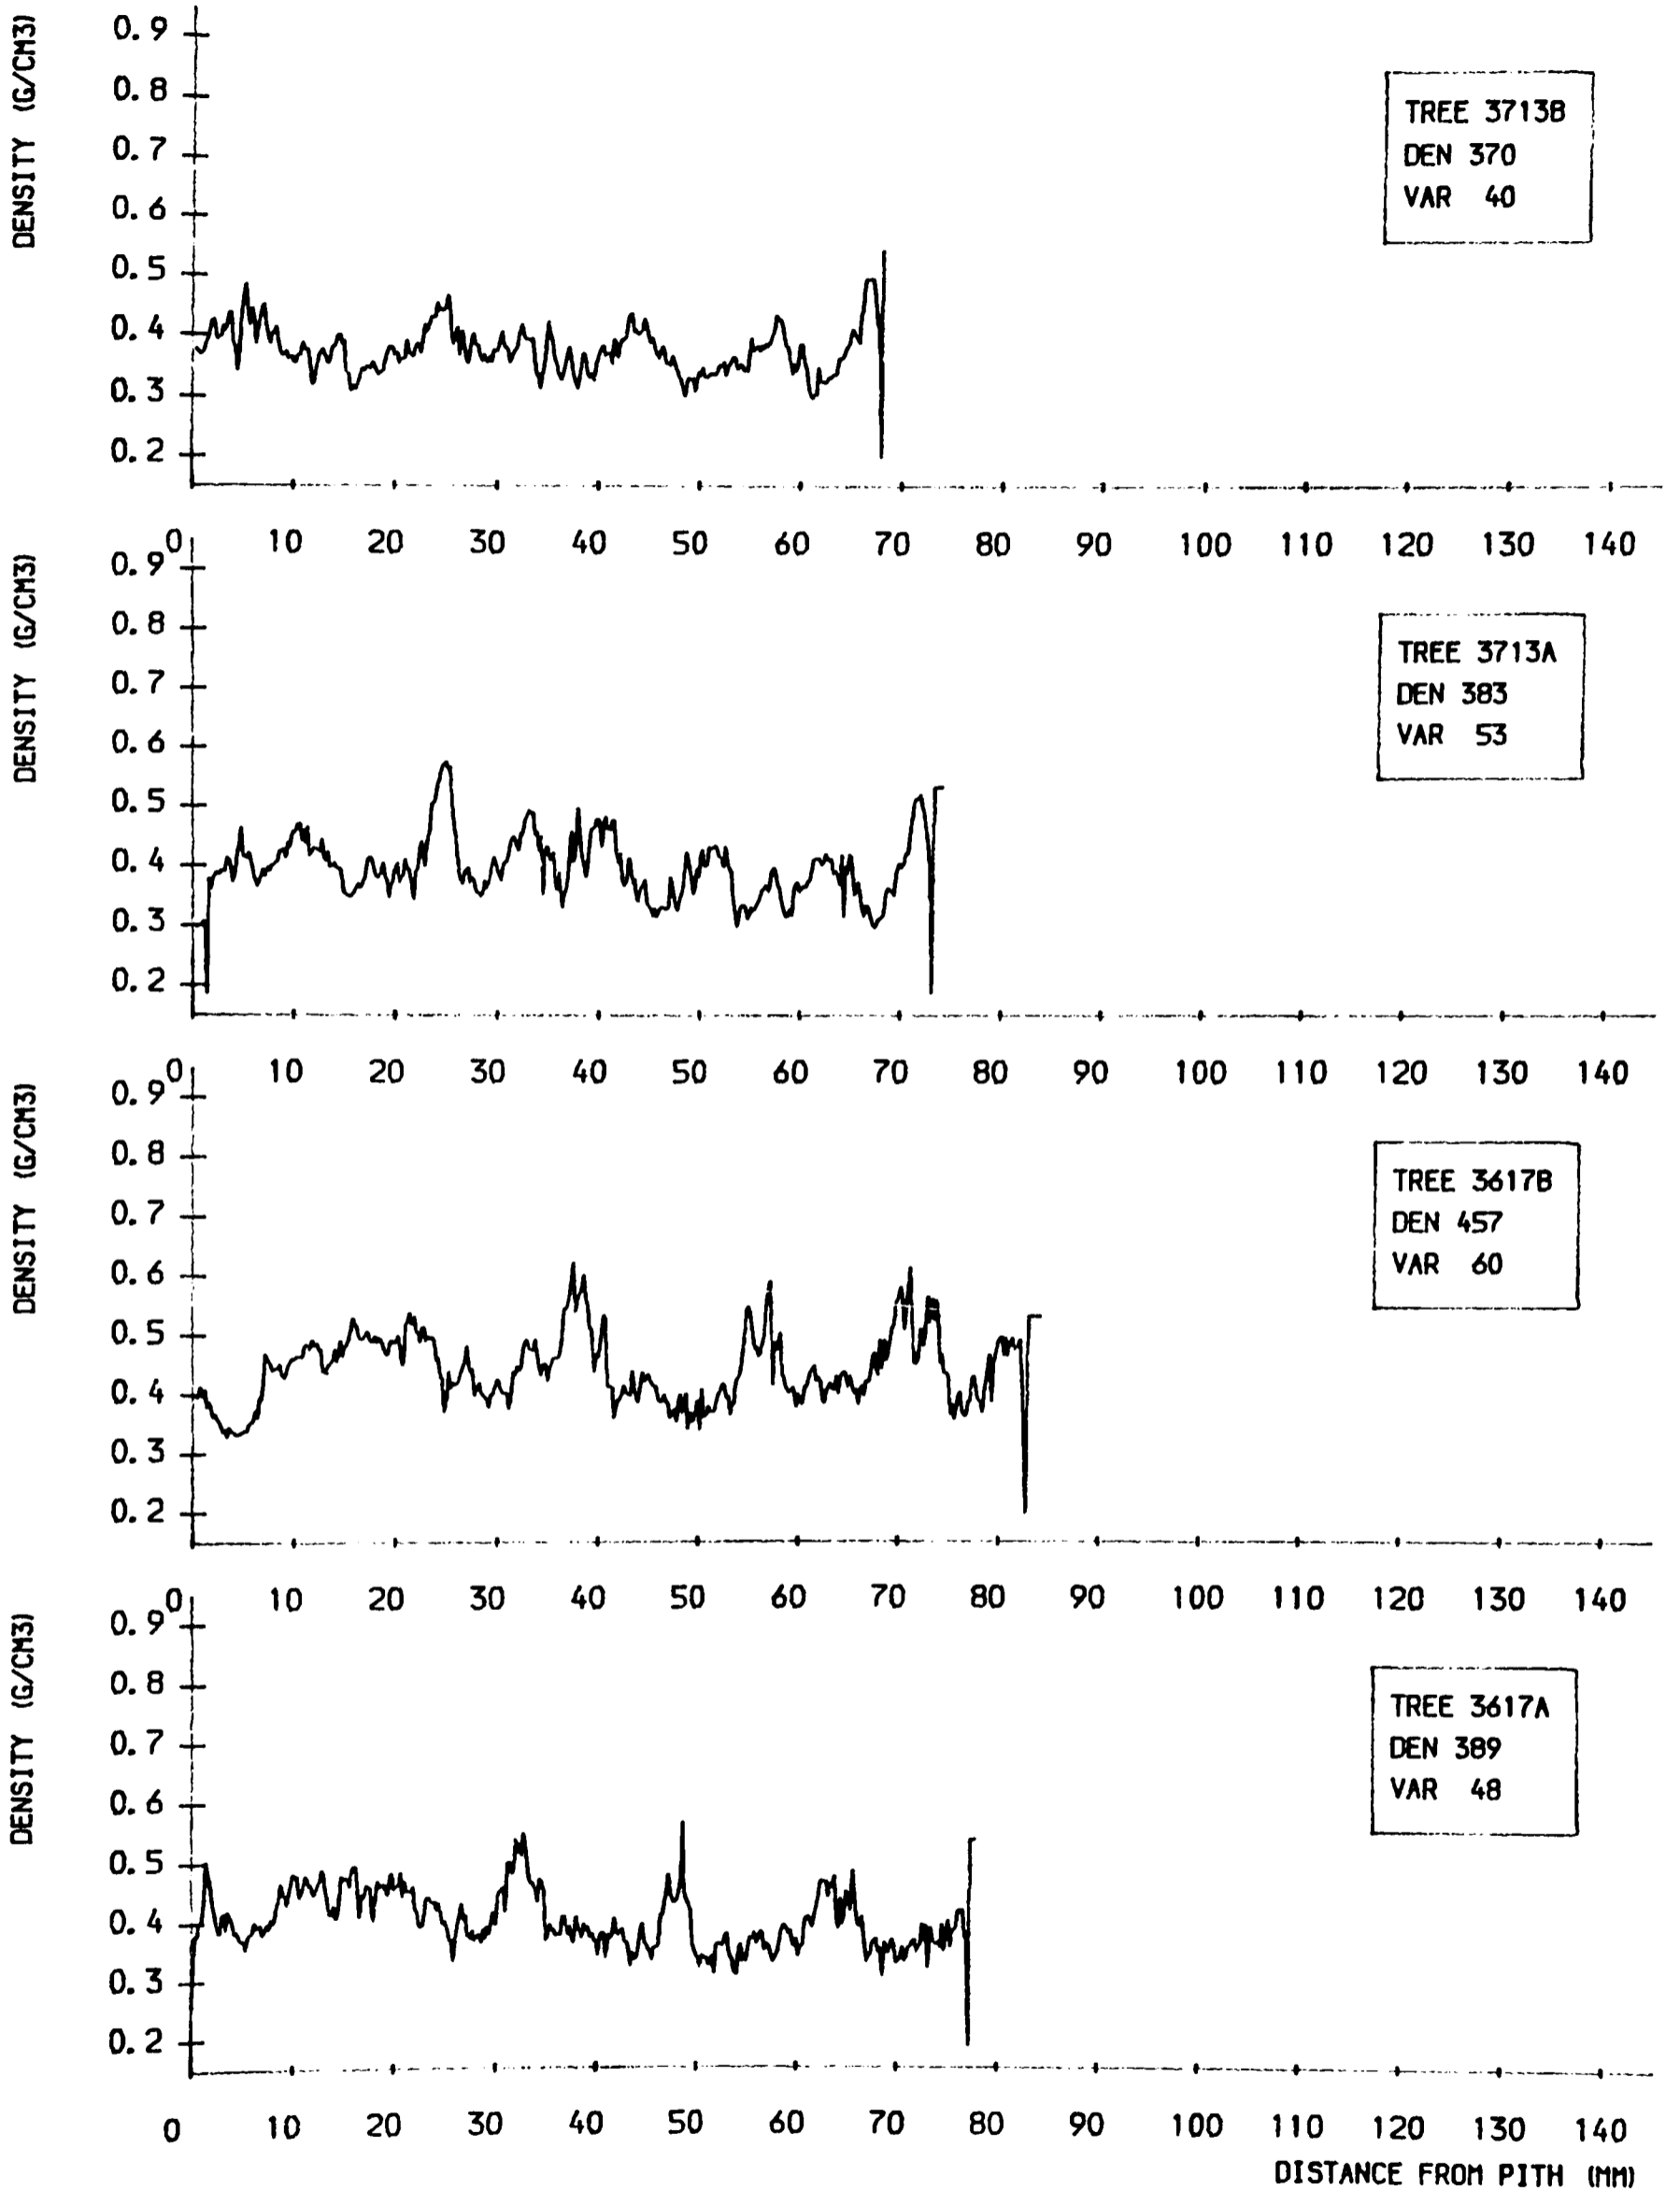 DENSITY (G/CM3)
0.9
0.8
0.7
0.6
0.5
0.4
0.3
0.2
TREE 3713B
DEN 370
VAR 40
0 10 20 30 40 50 60 70 80 90 100 110 120 130 140
DENSITY (G/CM3)
0.9
0.8
0.7
0.6
0.5
0.4
0.3
0.2
TREE 3713A
DEN 383
VAR 53
0 10 20 30 40 50 60 70 80 90 100 110 120 130 140
DENSITY (G/CM3)
0.9
0.8
0.7
0.6
0.5
0.4
0.3
0.2
TREE 3617B
DEN 457
VAR 60
0 10 20 30 40 50 60 70 80 90 100 110 120 130 140
DENSITY (G/CM3)
0.9
0.8
0.7
0.6
0.5
0.4
0.3
0.2
TREE 3617A
DEN 389
VAR 48
0 10 20 30 40 50 60 70 80 90 100 110 120 130 140
DISTANCE FROM PITH (MM)